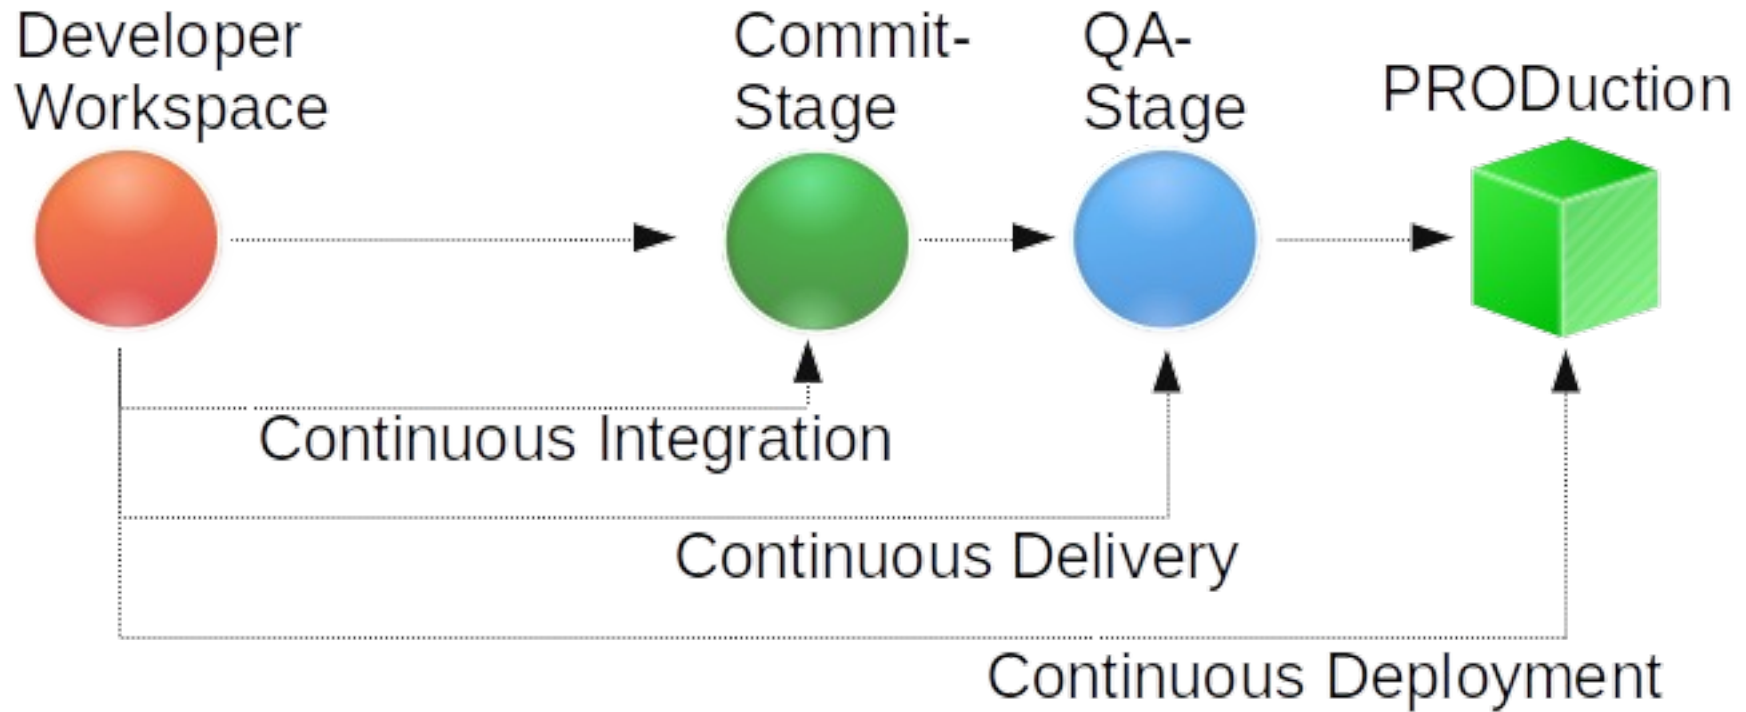 Developer
Workspace
Commit-
Stage
QA-
Stage
PRODuction
Continuous Integration
Continuous Delivery
Continuous Deployment